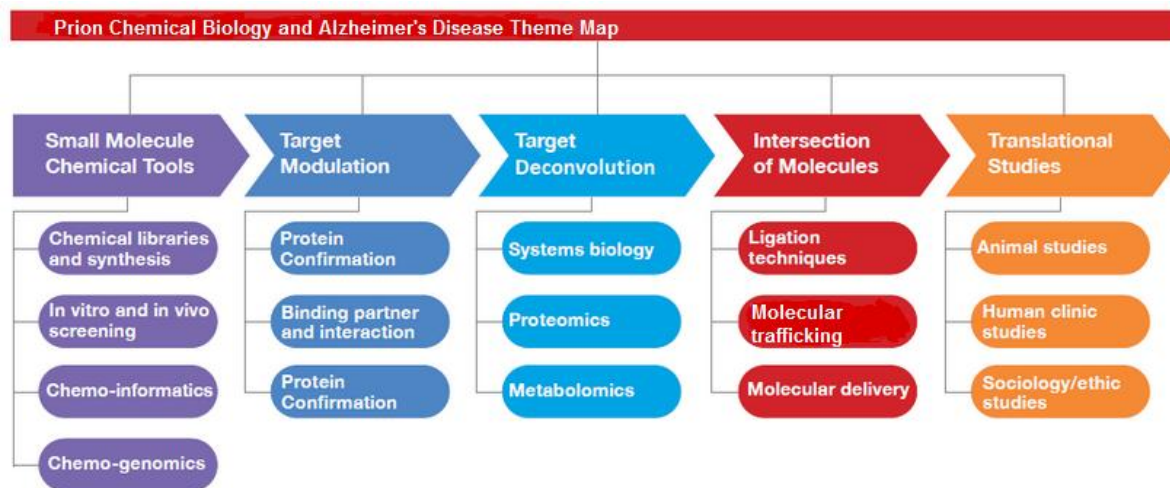 Prion Chemical Biology and Alzheimer's Disease Theme Map
Small Molecule
Chemical Tools
Target
Modulation
Target
Deconvolution
Intersection
of Molecules
Translational
Studies
Chemical libraries
and synthesis
In vitro and in vivo
screening
Chemo-informatics
Chemo-genomics
Protein
Confirmation
Binding partner
and interaction
Protein
Confirmation
Systems biology
Proteomics
Metabolomics
Ligation
techniques
Molecular
trafficking
Molecular delivery
Animal studies
Human clinic
studies
Sociology/ethic
studies